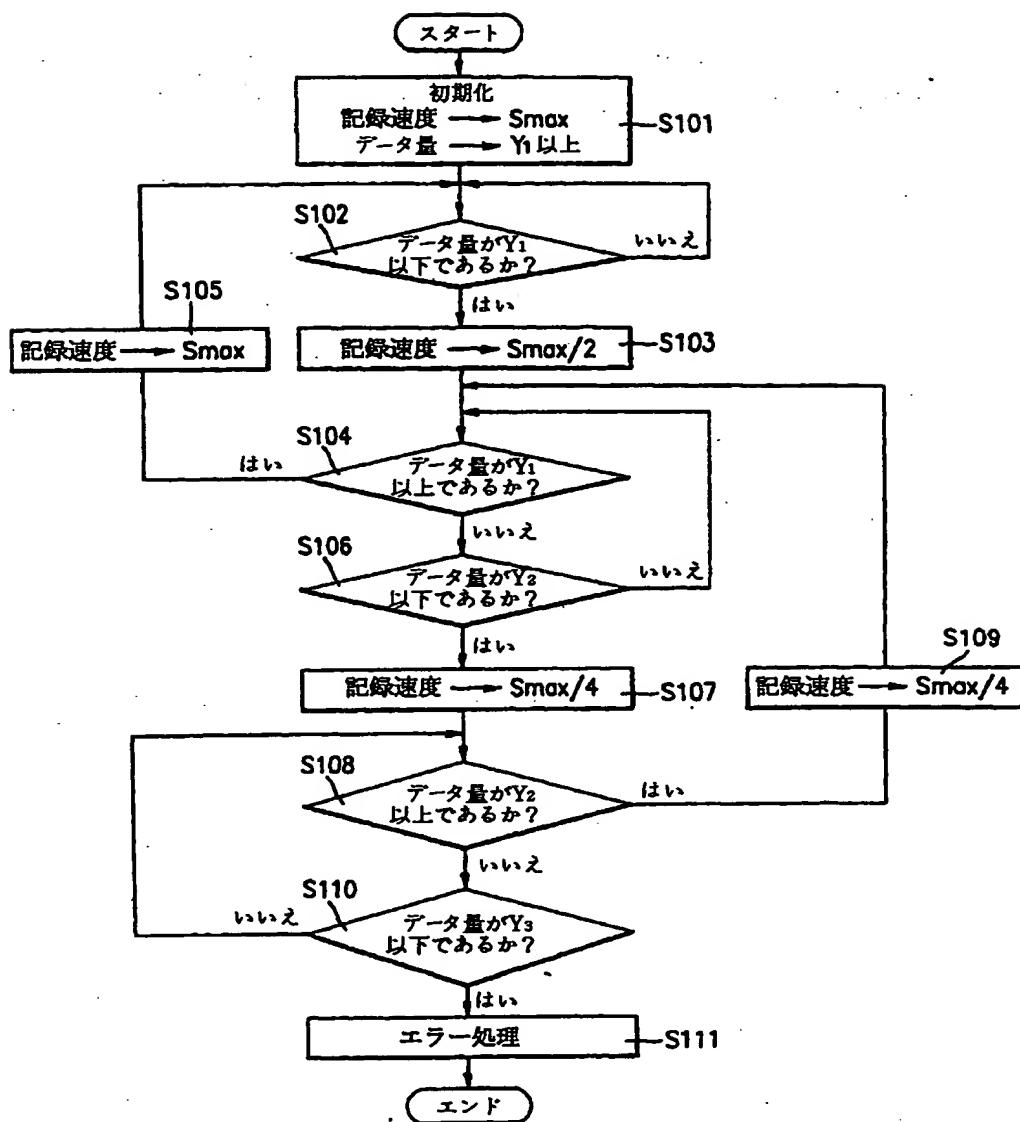 スタート
初期化
記録速度 → Smax
データ量 → Y1以上
S101
S102
データ量がY1
以下であるか?
いいえ
はい
S105
記録速度 → Smax
記録速度 → Smax/2
S103
S104
はい
データ量がY1
以上であるか?
いいえ
S106
データ量がY2
以下であるか?
いいえ
はい
S109
記録速度 → Smax/4
S107
記録速度 → Smax/4
S108
データ量がY2
以上であるか?
はい
いいえ
S110
いいえ
データ量がY3
以下であるか?
はい
エラー処理
S111
エンド